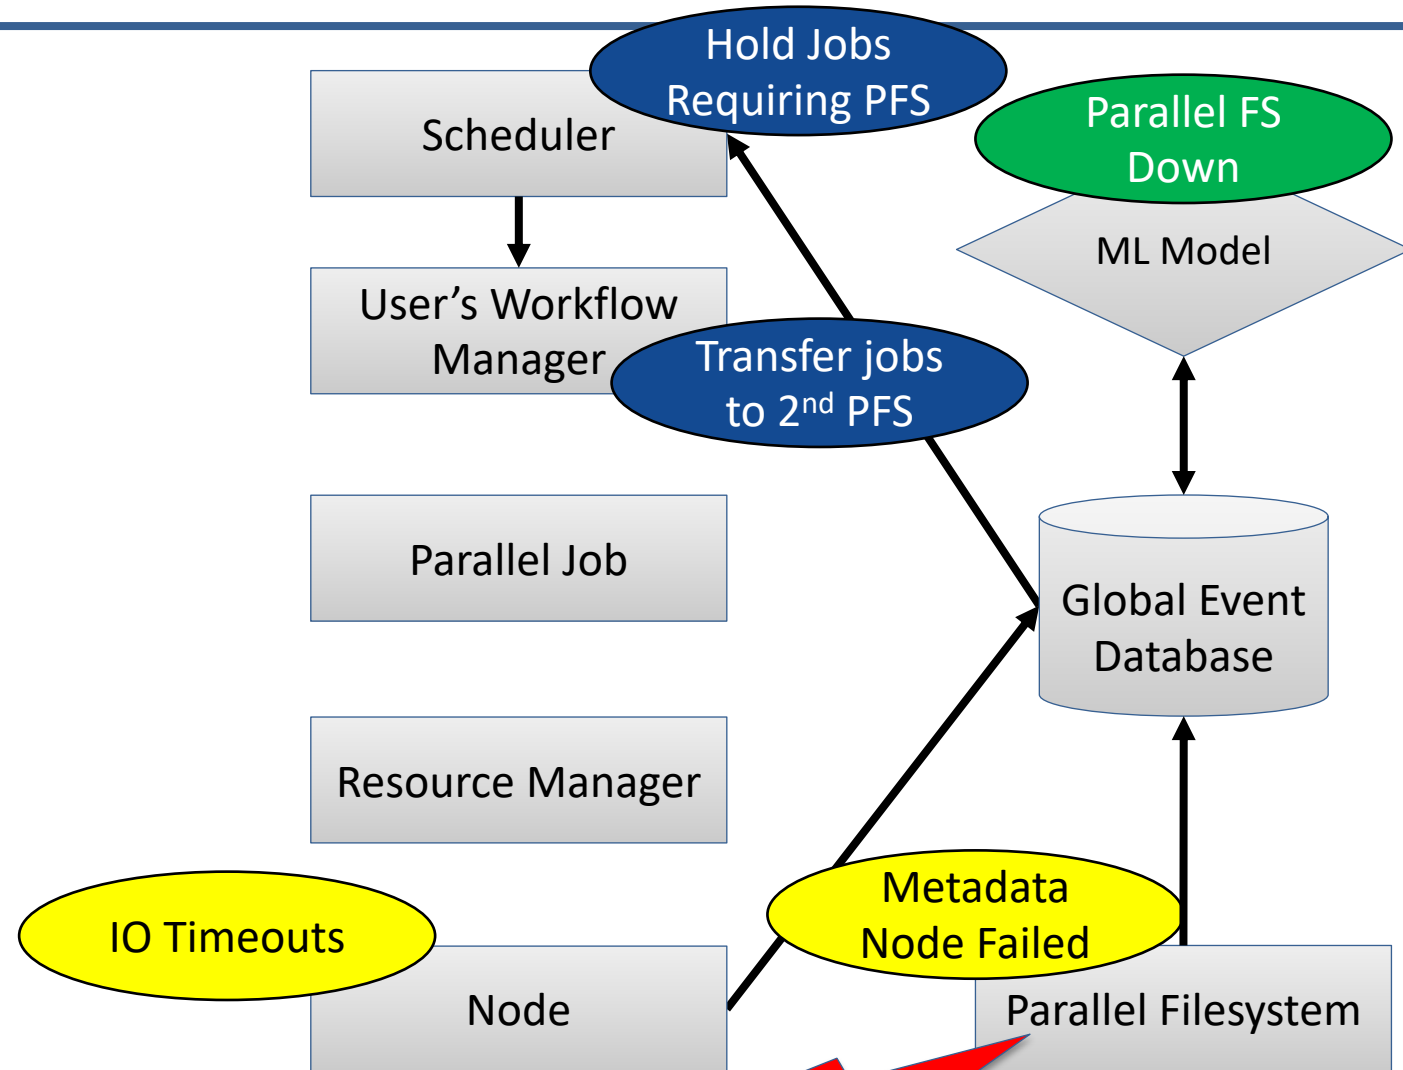 Hold Jobs
Requiring PFS
Scheduler
Parallel FS
Down
ML Model
User’s Workflow
Manager
Transfer jobs
to 2nd PFS
Parallel Job
Global Event
Database
Resource Manager
IO Timeouts
Metadata
Node Failed
Node
Parallel Filesystem